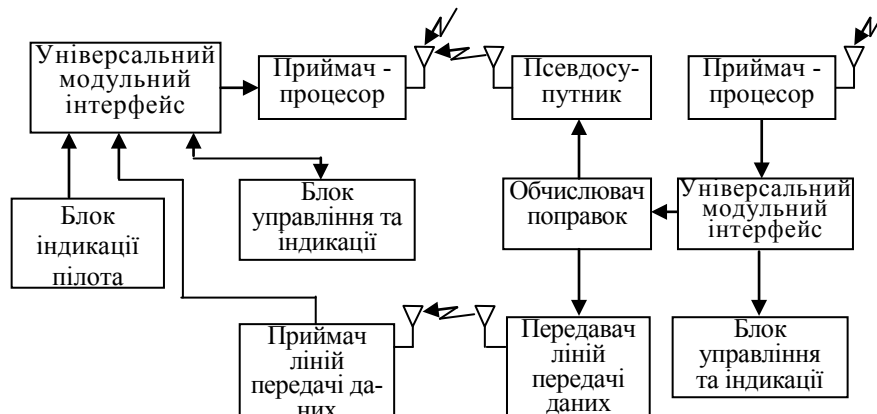 Універсальний
модульний
інтерфейс
Приймач -
процесор
Псевдосу-
путник
Приймач -
процесор
Блок
індикації
пілота
Блок
управління та
індикації
Обчислювач
поправок
Універсальний
модульний
інтерфейс
Приймач
ліній
передачі да-
них
Передавач
ліній
передачі
даних
Блок
управління
та індикації